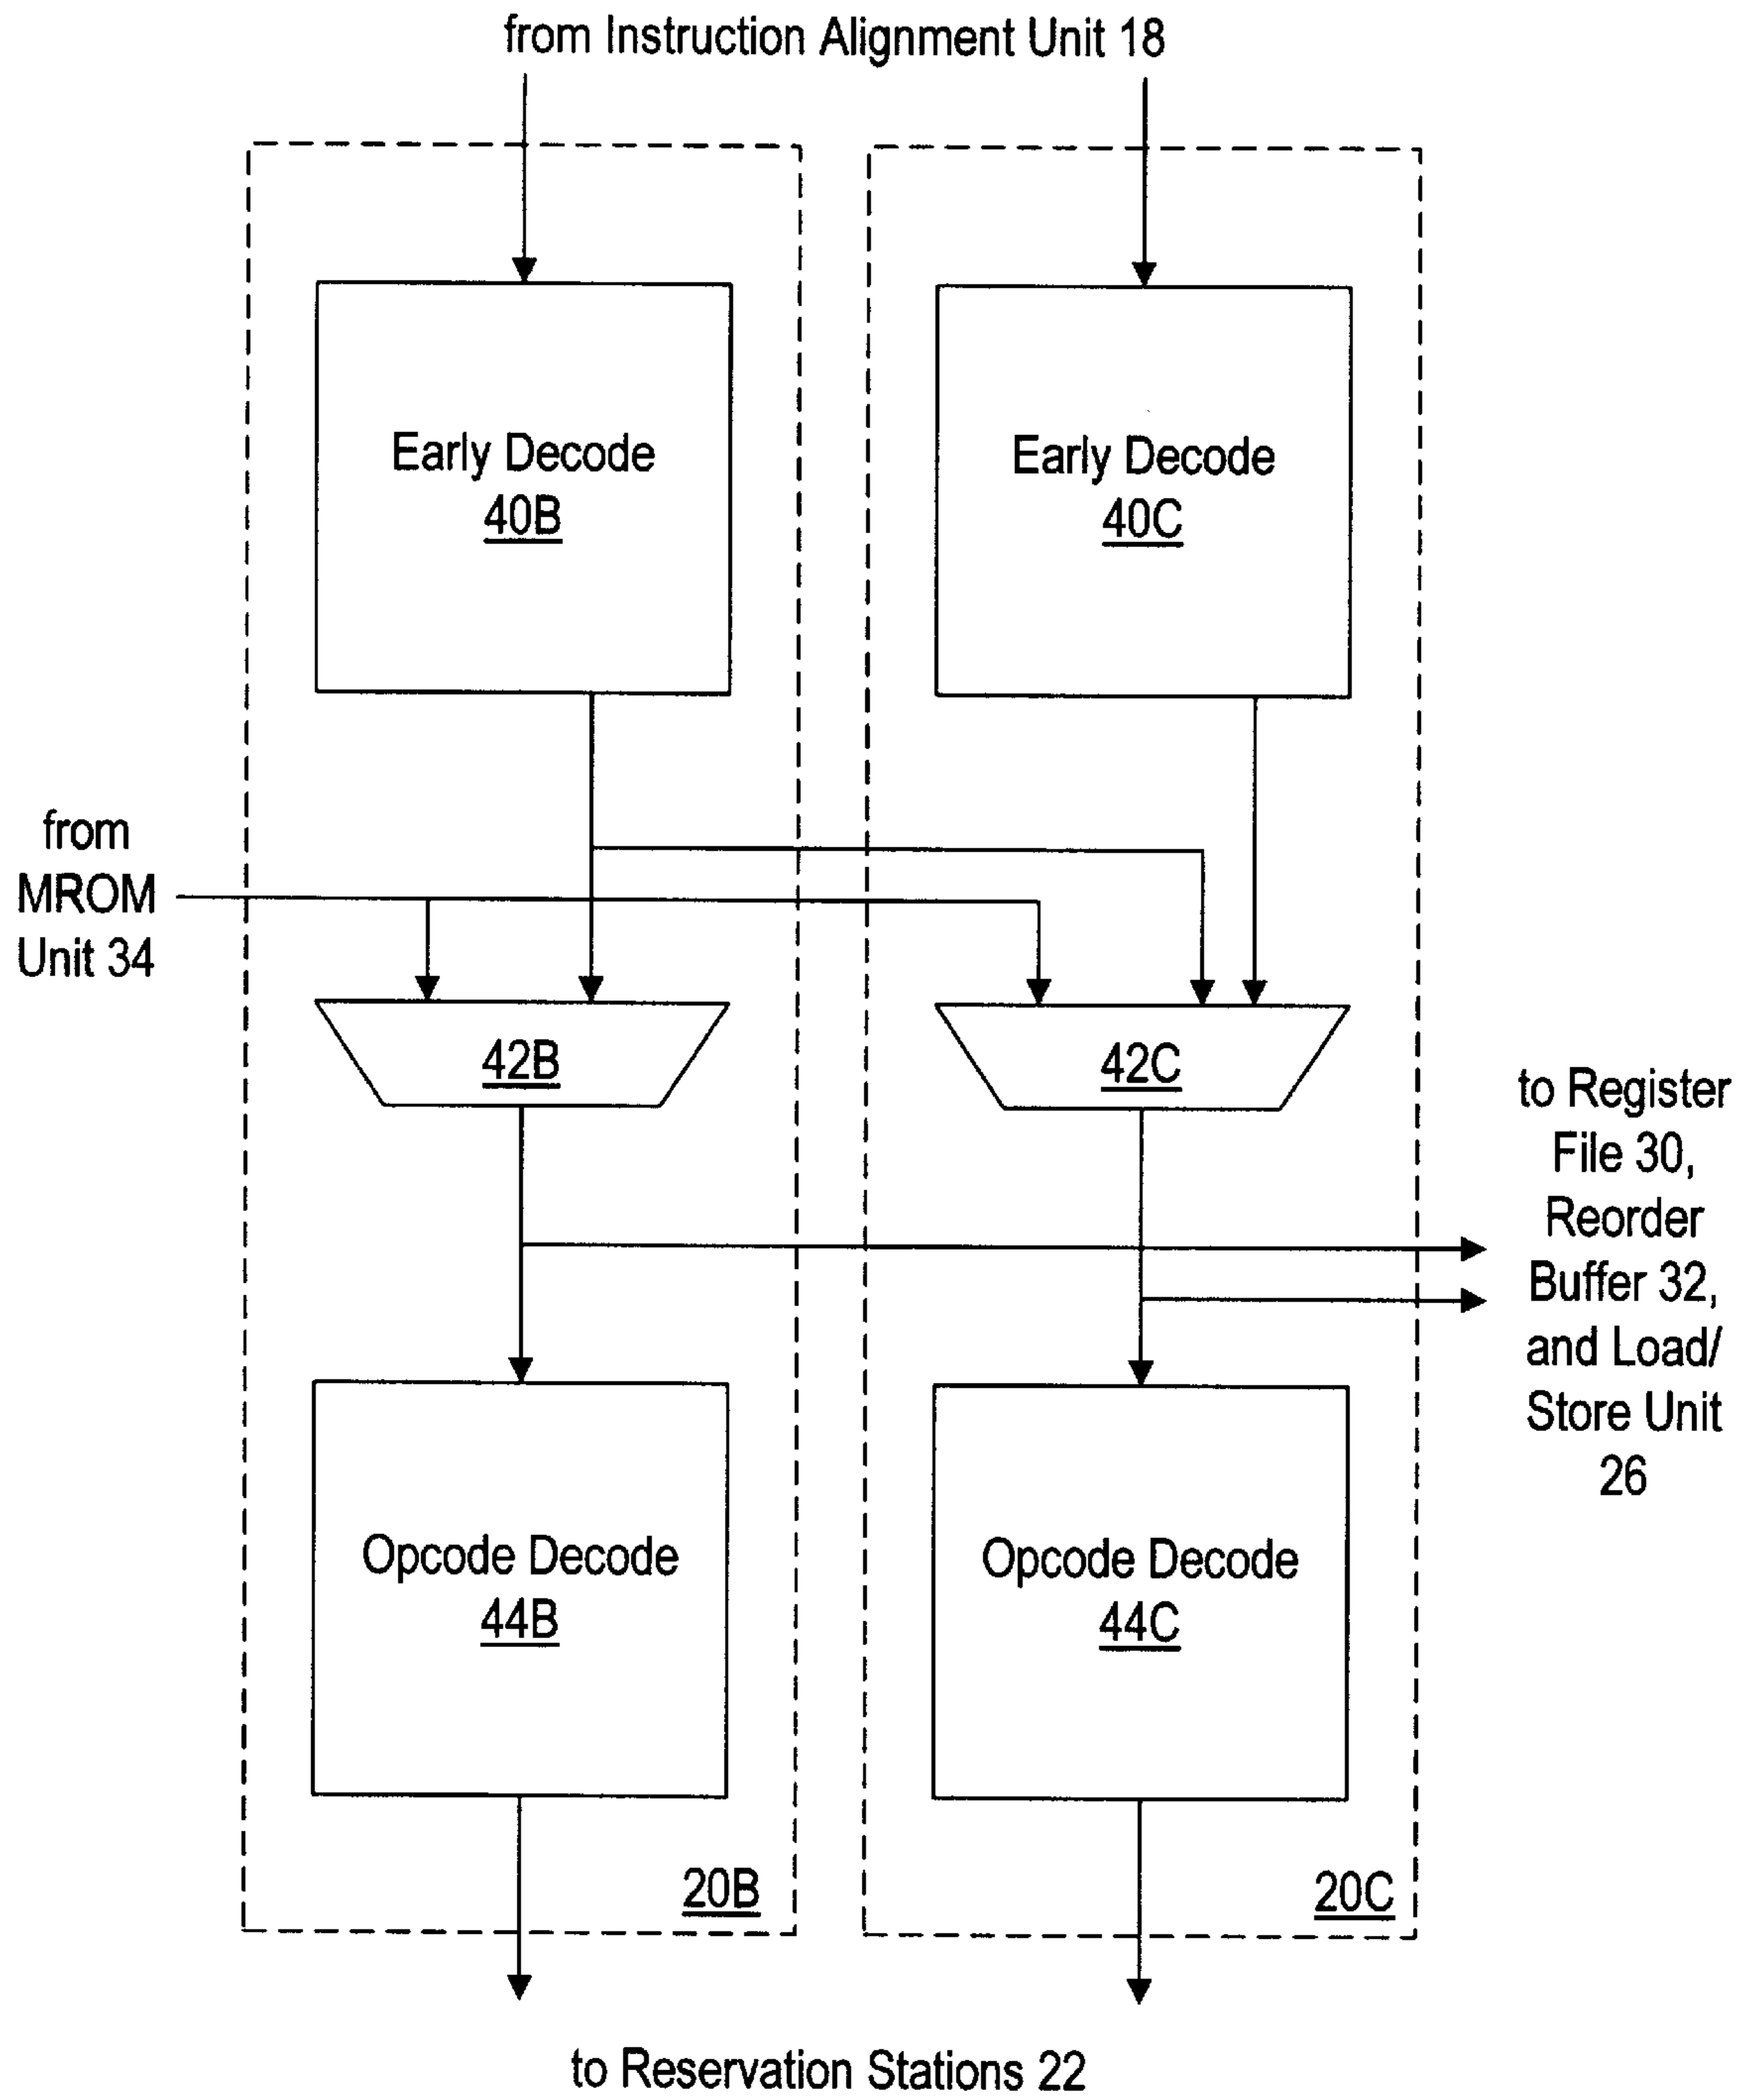 from Instruction Alignment Unit 18
Early Decode
40B
Early Decode
40C
from
MROM
Unit 34
42B
42C
to Register
File 30,
Reorder
Buffer 32,
and Load/
Store Unit
26
Opcode Decode
44B
Opcode Decode
44C
20B
20C
to Reservation Stations 22